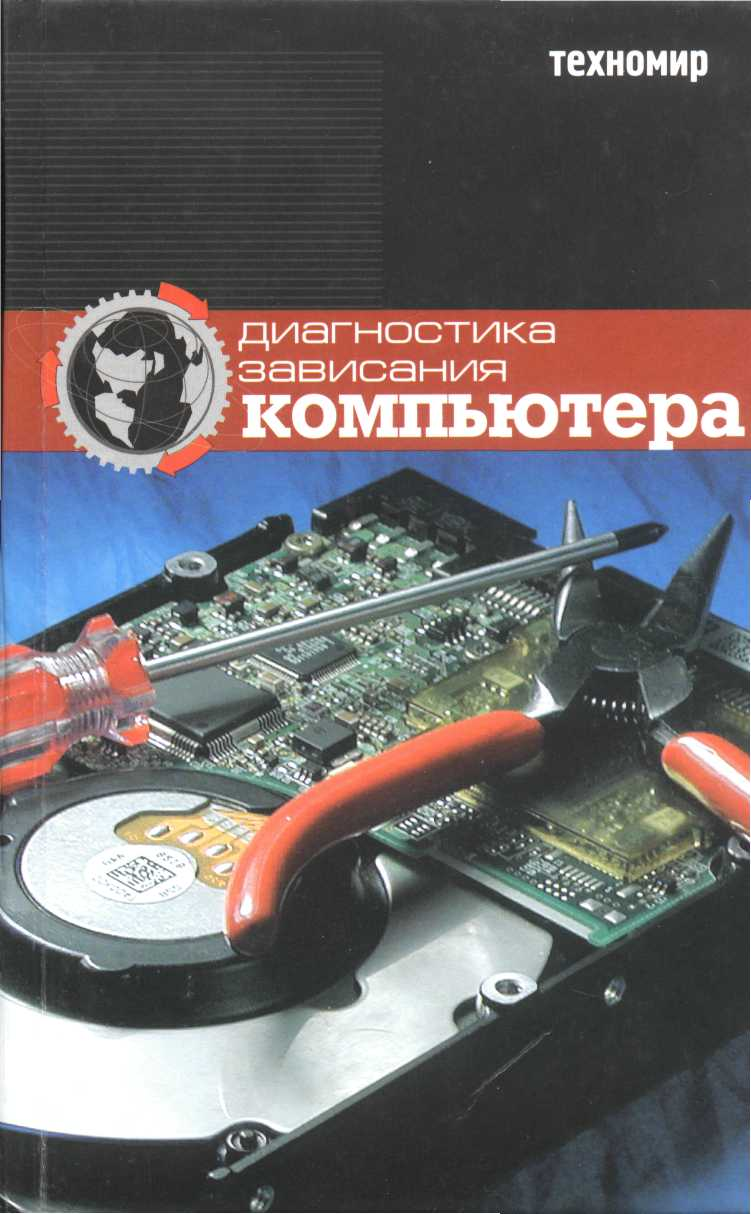 техномир
диагностика
зависания
компьютера